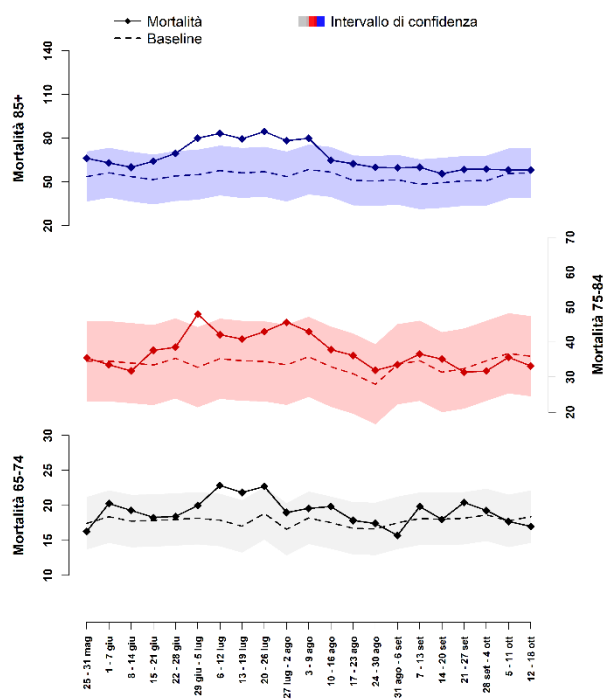 Mortalità
Baseline
Intervallo di confidenza
Mortalità 85+
140
110
80
50
20
Mortalità 75-84
70
60
50
40
30
20
Mortalità 65-74
30
25
20
15
10
25 - 31 mag
1 - 7 giu
8 - 14 giu
15 - 21 giu
22 - 28 giu
29 giu - 5 lug
6 - 12 lug
13 - 19 lug
20 - 26 lug
27 lug - 2 ago
3 - 9 ago
10 - 16 ago
17 - 23 ago
24 - 30 ago
31 ago - 6 set
7 - 13 set
14 - 20 set
21 - 27 set
28 set - 4 ott
5 - 11 ott
12 - 18 ott